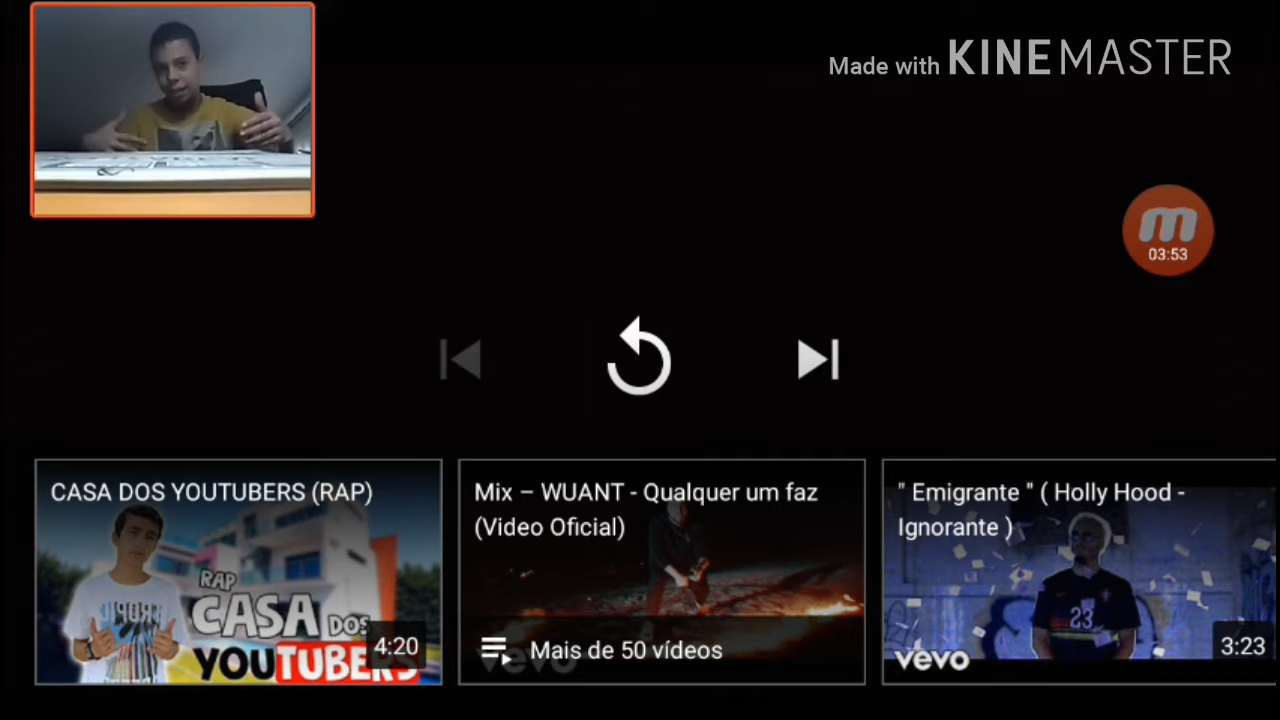 Made with KINEMASTER
03:53
CASA DOS YOUTUBERS (RAP)
RAP
CASA DOS
YOUTUBERS
4:20
Mix – WUANT - Qualquer um faz
(Video Oficial)
Mais de 50 vídeos
vevo
" Emigrante " ( Holly Hood -
Ignorante )
23
vevo
3:23